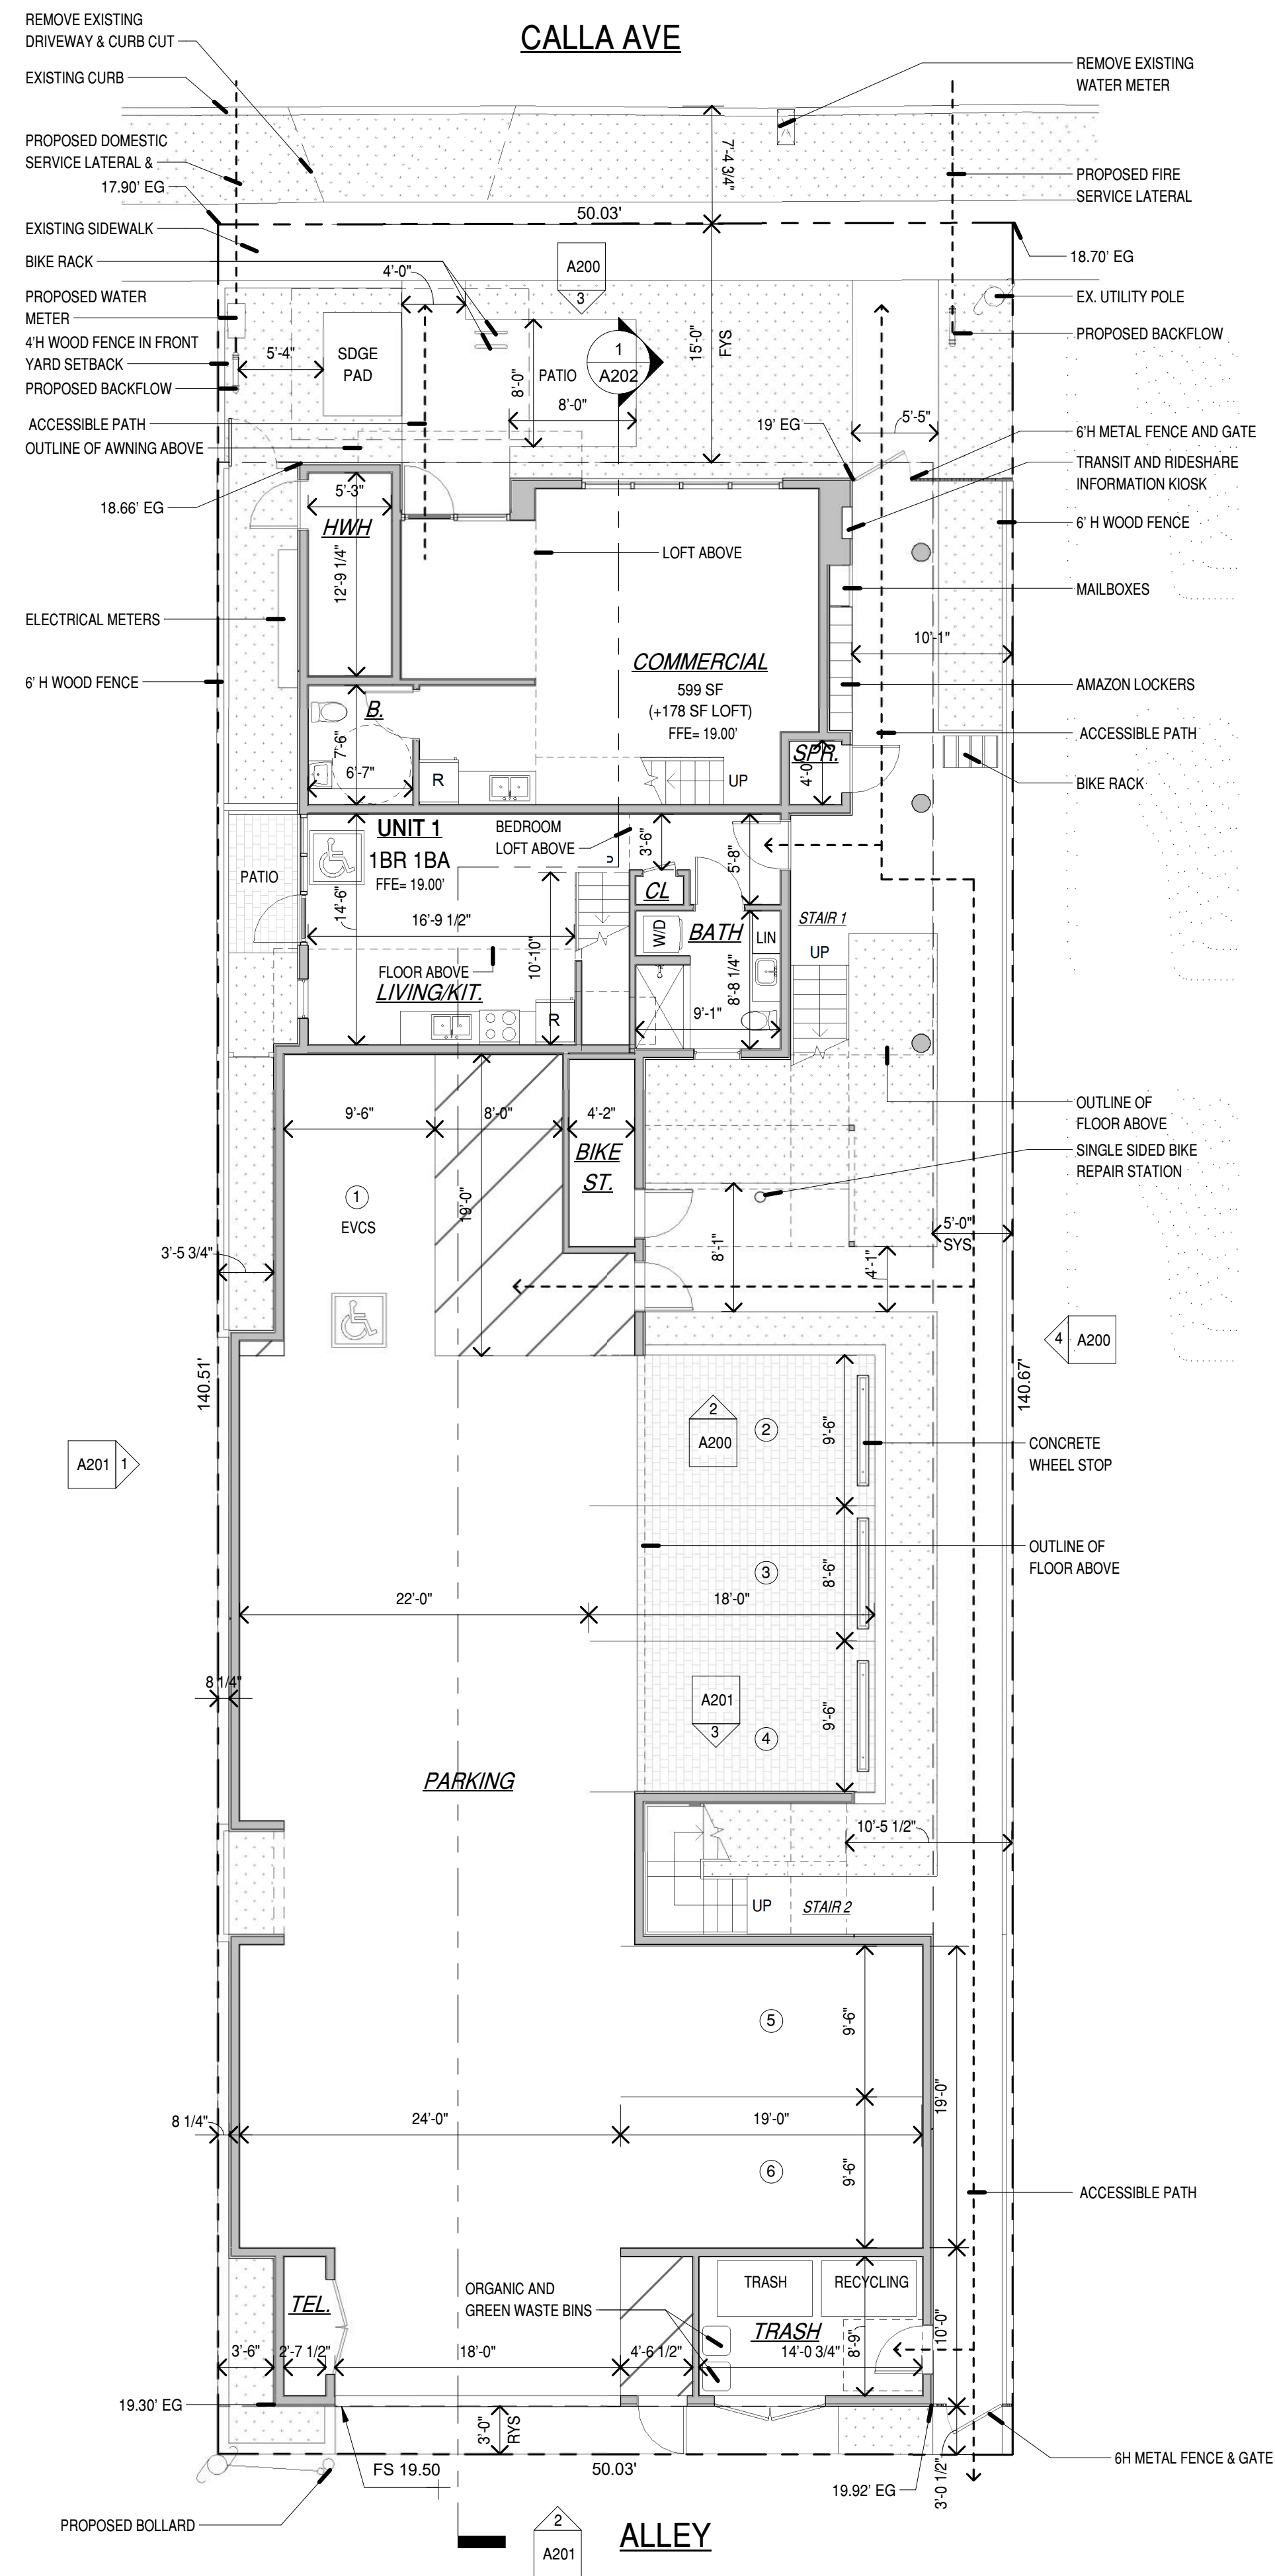 CALLA AVE
REMOVE EXISTING
DRIVEWAY & CURB CUT
EXISTING CURB
PROPOSED DOMESTIC
SERVICE LATERAL &
17.90' EG
EXISTING SIDEWALK
BIKE RACK
PROPOSED WATER
METER
4'H WOOD FENCE IN FRONT
YARD SETBACK
PROPOSED BACKFLOW
ACCESSIBLE PATH
OUTLINE OF AWNING ABOVE
18.66' EG
ELECTRICAL METERS
6' H WOOD FENCE
REMOVE EXISTING
WATER METER
PROPOSED FIRE
SERVICE LATERAL
18.70' EG
EX. UTILITY POLE
PROPOSED BACKFLOW
6'H METAL FENCE AND GATE
TRANSIT AND RIDESHARE
INFORMATION KIOSK
6' H WOOD FENCE
MAILBOXES
AMAZON LOCKERS
ACCESSIBLE PATH
BIKE RACK
7'-4 3/4"
50.03'
A200
3
4'-0"
5'-4"
SDGE
PAD
8'-0"
PATIO
8'-0"
1
A202
15'-0"
FYS
19' EG
5'-5"
5'-3"
HWH
12'-9 1/4"
LOFT ABOVE
10'-1"
COMMERCIAL
599 SF
(+178 SF LOFT)
FFE= 19.00'
B.
7'-6"
6'-7"
R
UP
SPR.
4'-0"
UNIT 1
1BR 1BA
FFE= 19.00'
BEDROOM
LOFT ABOVE
3'-6"
5'-8"
PATIO
14'-6"
16'-9 1/2"
CL
W/D
BATH
LIN
STAIR 1
UP
10'-10"
FLOOR ABOVE
LIVING/KIT.
8'-8 1/4"
9'-1"
R
9'-6"
8'-0"
4'-2"
BIKE
ST.
OUTLINE OF
FLOOR ABOVE
SINGLE SIDED BIKE
REPAIR STATION
1
EVCS
19'-0"
8'-1"
5'-0"
SYS
4'-1"
3'-5 3/4"
140.51'
140.67'
4
A200
A201
1
2
A200
2
9'-6"
CONCRETE
WHEEL STOP
OUTLINE OF
FLOOR ABOVE
3
8'-6"
22'-0"
18'-0"
8 1/4"
A201
3
4
9'-6"
PARKING
10'-5 1/2"
UP
STAIR 2
5
9'-6"
19'-0"
8 1/4"
24'-0"
19'-0"
6
9'-6"
ACCESSIBLE PATH
TEL.
ORGANIC AND
GREEN WASTE BINS
TRASH
RECYCLING
TRASH
3'-6"
2'-7 1/2"
18'-0"
4'-6 1/2"
14'-0 3/4"
8'-9"
10'-0"
19.30' EG
3'-0"
RYS
FS 19.50
50.03'
19.92' EG
3'-0 1/2"
6H METAL FENCE & GATE
PROPOSED BOLLARD
2
A201
ALLEY